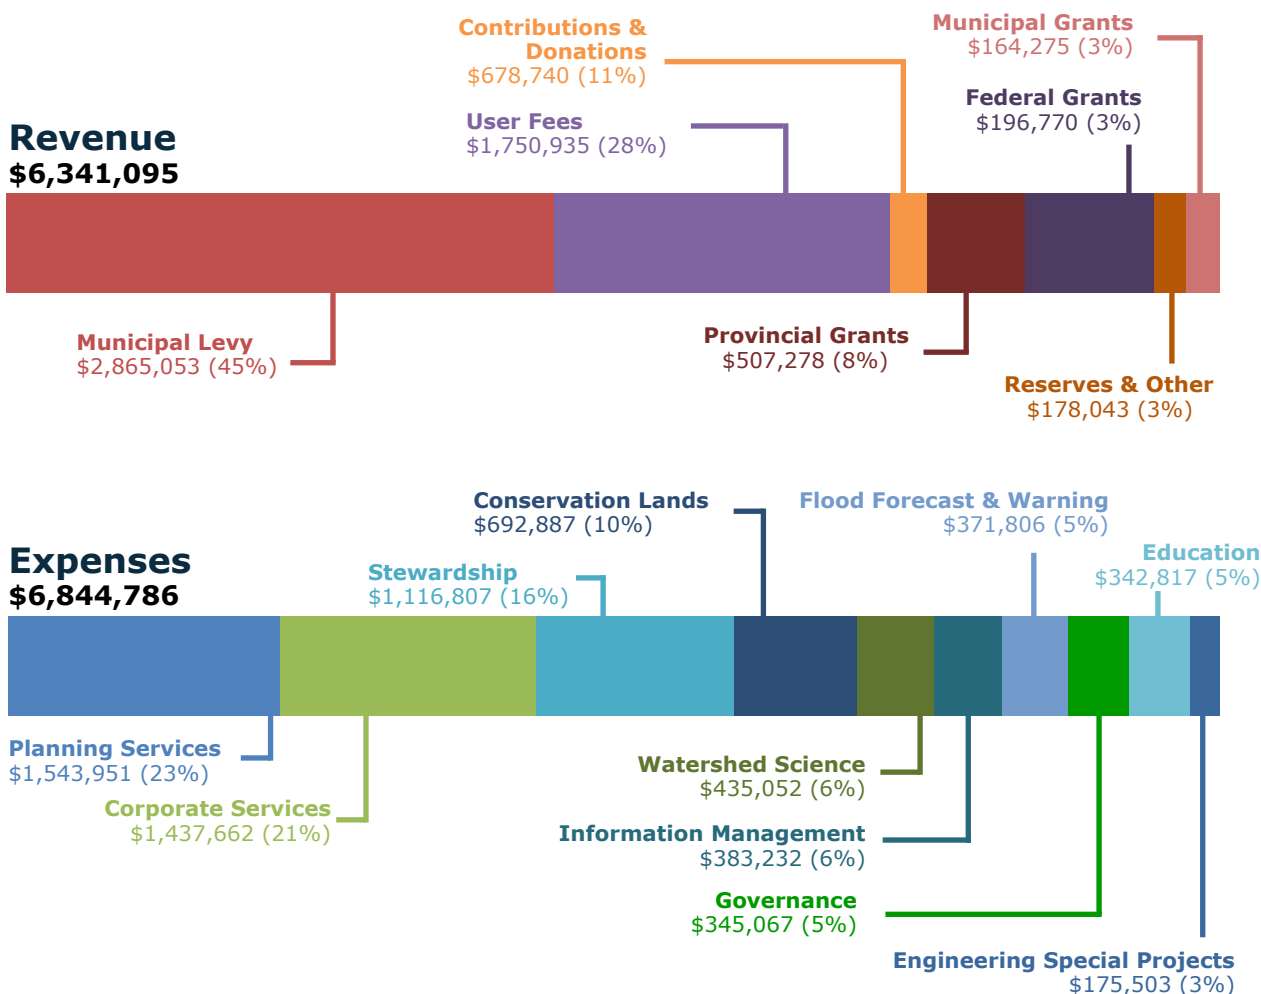 Contributions &
Donations
$678,740 (11%)
Municipal Grants
$164,275 (3%)
User Fees
$1,750,935 (28%)
Federal Grants
$196,770 (3%)
Revenue
$6,341,095
Municipal Levy
$2,865,053 (45%)
Provincial Grants
$507,278 (8%)
Reserves & Other
$178,043 (3%)
Conservation Lands
$692,887 (10%)
Flood Forecast & Warning
$371,806 (5%)
Expenses
$6,844,786
Stewardship
$1,116,807 (16%)
Education
$342,817 (5%)
Planning Services
$1,543,951 (23%)
Corporate Services
$1,437,662 (21%)
Watershed Science
$435,052 (6%)
Information Management
$383,232 (6%)
Governance
$345,067 (5%)
Engineering Special Projects
$175,503 (3%)